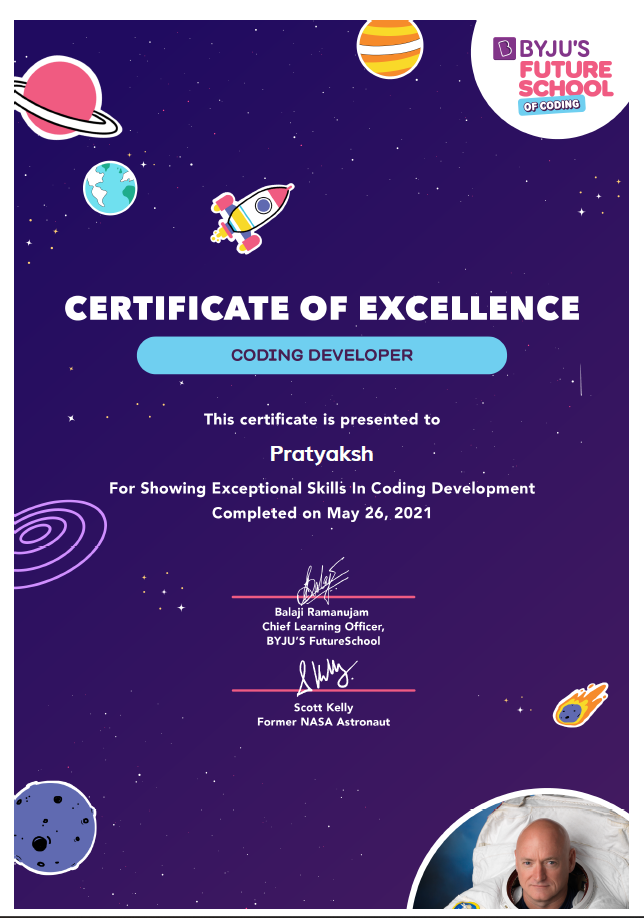 BYJU'S
FUTURE
SCHOOL
OF CODING
CERTIFICATE OF EXCELLENCE
CODING DEVELOPER
This certificate is presented to
Pratyaksh
For Showing Exceptional Skills In Coding Development
Completed on May 26, 2021
Balaji
Balaji Ramanujam
Chief Learning Officer,
BYJU'S FutureSchool
S Kelly
Scott Kelly
Former NASA Astronaut